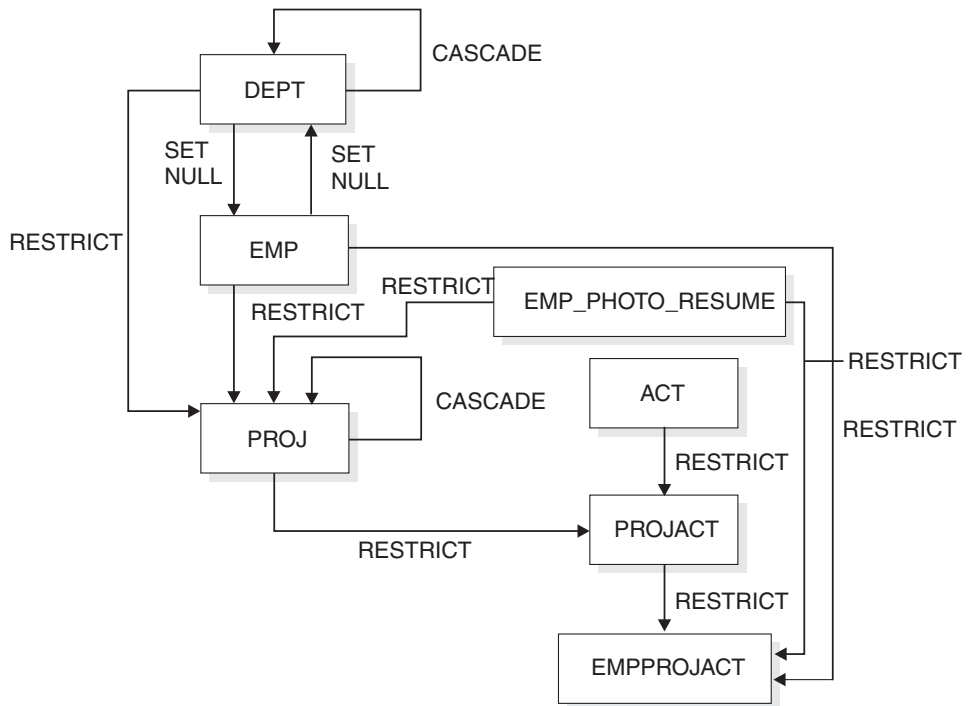 CASCADE
DEPT
SET
NULL
SET
NULL
RESTRICT
EMP
RESTRICT
EMP_PHOTO_RESUME
RESTRICT
RESTRICT
CASCADE
ACT
PROJ
RESTRICT
RESTRICT
PROJACT
RESTRICT
RESTRICT
EMPPROJACT